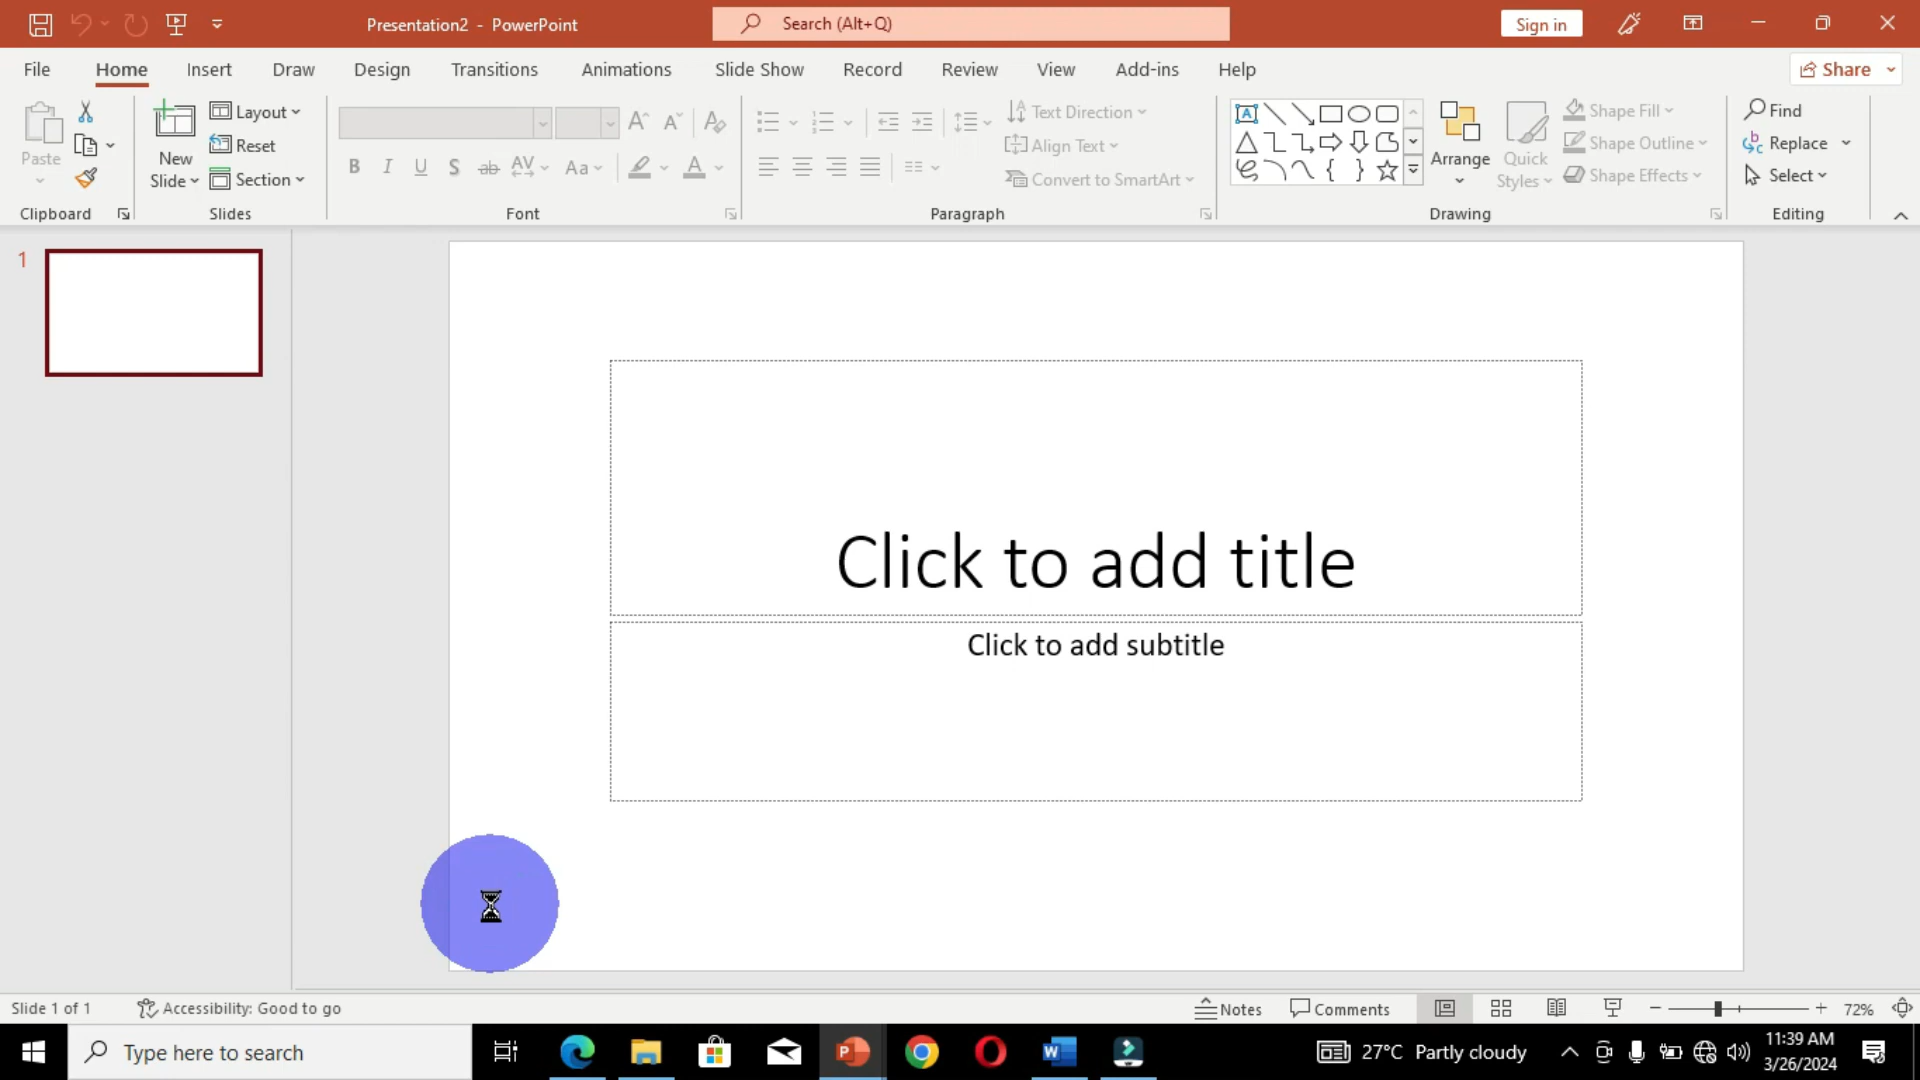 Presentation2 - PowerPoint
Search (Alt+Q)
Sign in
File Home Insert Draw Design Transitions Animations Slide Show Record Review View Add-ins Help
Share
Paste
New Slide
Layout
Reset
Section
Text Direction
Align Text
Convert to SmartArt
Arrange
Quick Styles
Shape Fill
Shape Outline
Shape Effects
Find
Replace
Select
Clipboard Slides Font Paragraph Drawing Editing
1
Click to add title
Click to add subtitle
Slide 1 of 1 Accessibility: Good to go Notes Comments 72%
Type here to search
27°C Partly cloudy
11:39 AM
3/26/2024